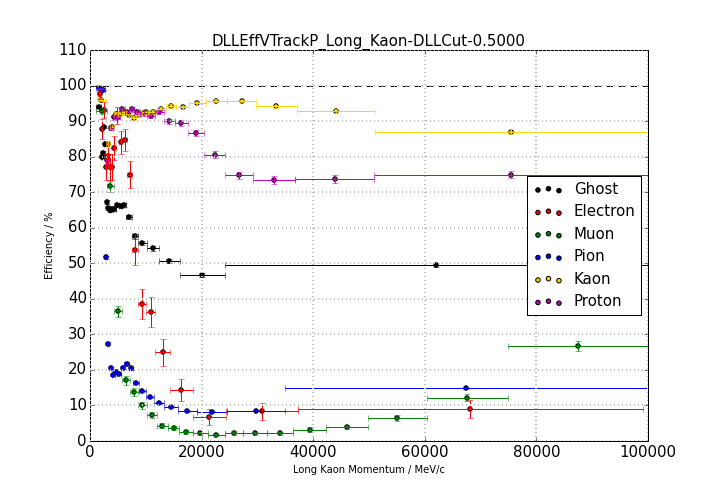 DLLEffVTrackP_Long_Kaon-DLLCut-0.5000
110
100
90
80
70
60
50
40
30
20
10
0
Efficiency / %
Ghost
Electron
Muon
Pion
Kaon
Proton
0 20000 40000 60000 80000 100000
Long Kaon Momentum / MeV/c